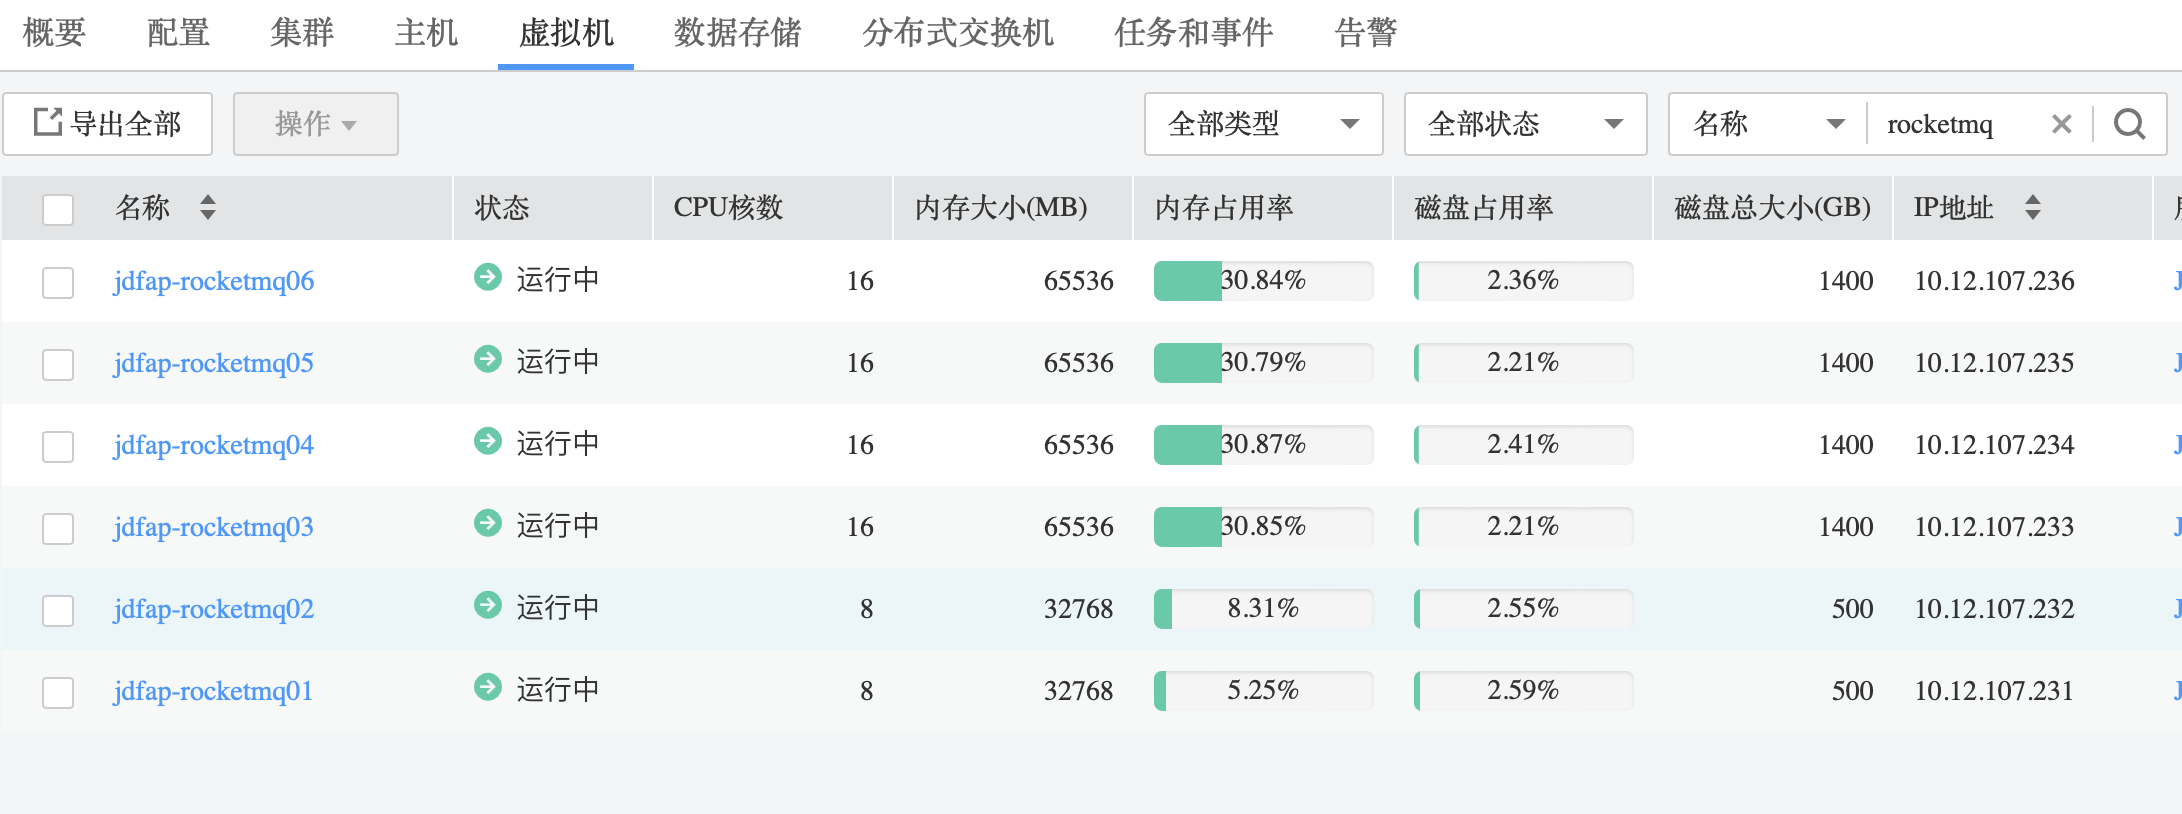 概要 配置 集群 主机 虚拟机 数据存储 分布式交换机 任务和事件 告警
导出全部 操作 全部类型 全部状态 名称 rocketmq
名称 状态 CPU核数 内存大小(MB) 内存占用率 磁盘占用率 磁盘总大小(GB) IP地址
jdfap-rocketmq06 运行中 16 65536 30.84% 2.36% 1400 10.12.107.236
jdfap-rocketmq05 运行中 16 65536 30.79% 2.21% 1400 10.12.107.235
jdfap-rocketmq04 运行中 16 65536 30.87% 2.41% 1400 10.12.107.234
jdfap-rocketmq03 运行中 16 65536 30.85% 2.21% 1400 10.12.107.233
jdfap-rocketmq02 运行中 8 32768 8.31% 2.55% 500 10.12.107.232
jdfap-rocketmq01 运行中 8 32768 5.25% 2.59% 500 10.12.107.231